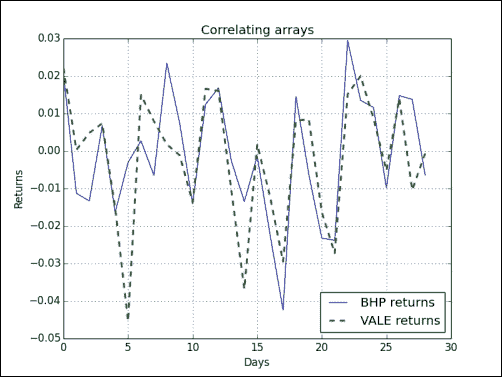 Correlating arrays
0.03
0.02
0.01
0.00
−0.01
−0.02
−0.03
−0.04
−0.05
Returns
0 5 10 15 20 25 30
Days
BHP returns
VALE returns